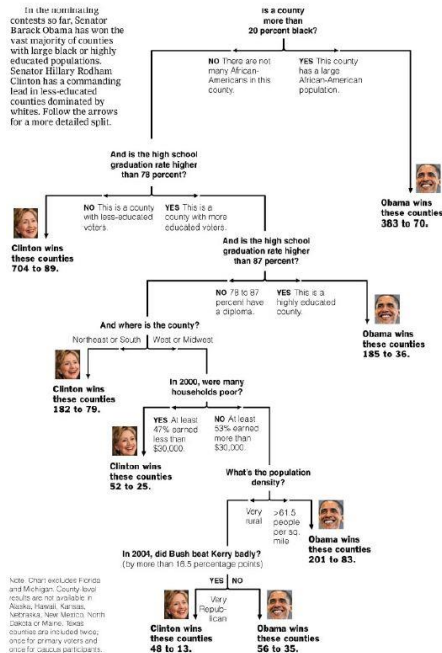 In the nominating
contests so far, Senator
Barack Obama has won the
vast majority of counties
with large black or highly
educated populations.
Senator Hillary Rodham
Clinton has a commanding
lead in less-educated
counties dominated by
whites. Follow the arrows
for a more detailed split.
Is a county
more than
20 percent black?
NO There are not
many African-
Americans in this
county.
YES This county
has a large
African-American
population.
And is the high school
graduation rate higher
than 78 percent?
Obama wins
these counties
383 to 70.
NO This is a county
with less-educated
voters.
YES This is a
county with more
educated voters.
Clinton wins
these counties
704 to 89.
And is the high school
graduation rate higher
than 87 percent?
NO 78 to 87
percent have
a diploma.
YES This is a
highly educated
county.
And where is the county?
Northeast or South
West or Midwest
Obama wins
these counties
185 to 36.
Clinton wins
these counties
182 to 79.
In 2000, were many
households poor?
YES At least
47% earned
less than
$30,000.
NO At least
53% earned
more than
$30,000.
Clinton wins
these counties
52 to 25.
What's the population
density?
Very
rural
>61.5
people
per sq.
mile
Obama wins
these counties
201 to 83.
In 2004, did Bush beat Kerry badly?
(by more than 16.5 percentage points)
YES
NO
Very
Repub-
lican
Clinton wins
these counties
48 to 13.
Obama wins
these counties
56 to 35.
Note: Chart excludes Florida
and Michigan. County-level
results are not available in
Alaska, Hawaii, Kansas,
Nebraska, New Mexico, North
Dakota or Maine. Texas
counties are included twice;
once for primary voters and
once for caucus participants.